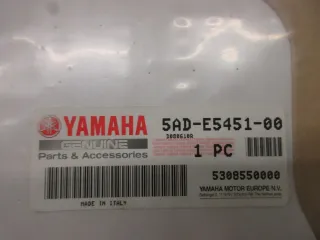 YAMAHA
GENUINE
Parts & Accessories
5AD-E5451-00
1 PC
5308550000
MADE IN ITALY
YAMAHA MOTOR EUROPE N.V.